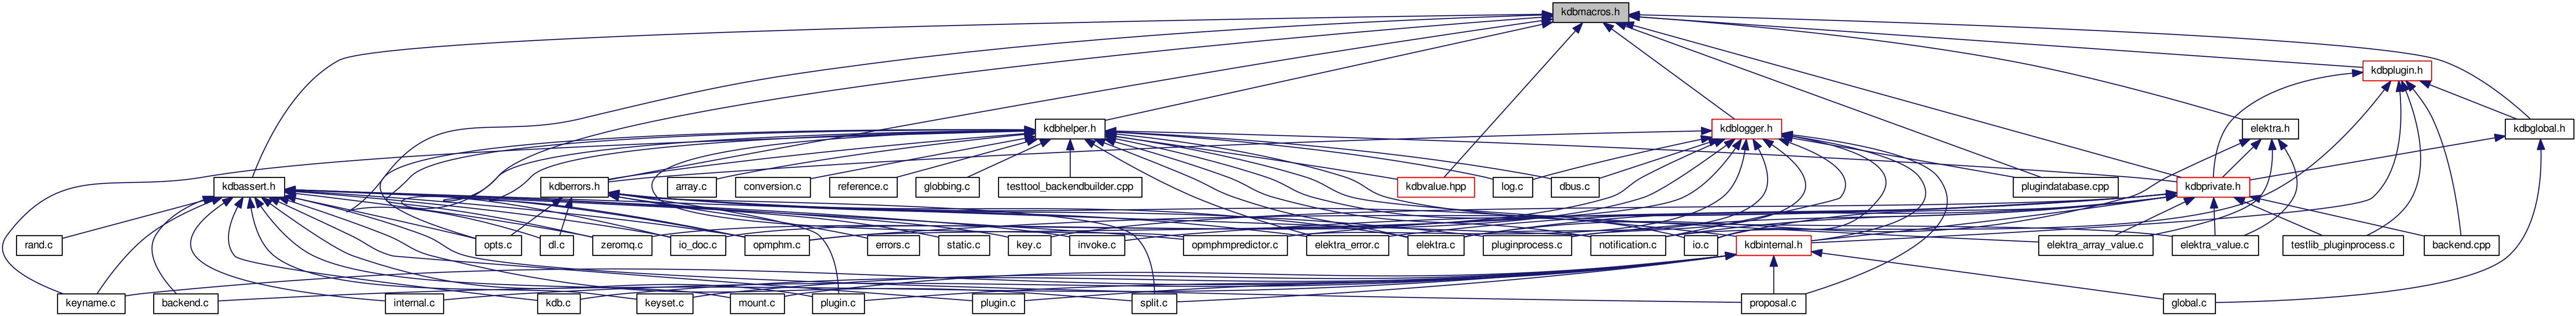 kdbmacros.h
kdbplugin.h
kdbhelper.h
kdblogger.h
elektra.h
kdbglobal.h
kdbassert.h
kdberrors.h
array.c
conversion.c
reference.c
globbing.c
testtool_backendbuilder.cpp
kdbvalue.hpp
log.c
dbus.c
plugindatabase.cpp
kdbprivate.h
rand.c
opts.c
dl.c
zeromq.c
io_doc.c
opmphm.c
errors.c
static.c
key.c
invoke.c
opmphmpredictor.c
elektra_error.c
elektra.c
pluginprocess.c
notification.c
io.c
kdbinternal.h
elektra_array_value.c
elektra_value.c
testlib_pluginprocess.c
backend.cpp
keyname.c
backend.c
internal.c
kdb.c
keyset.c
mount.c
plugin.c
plugin.c
split.c
proposal.c
global.c